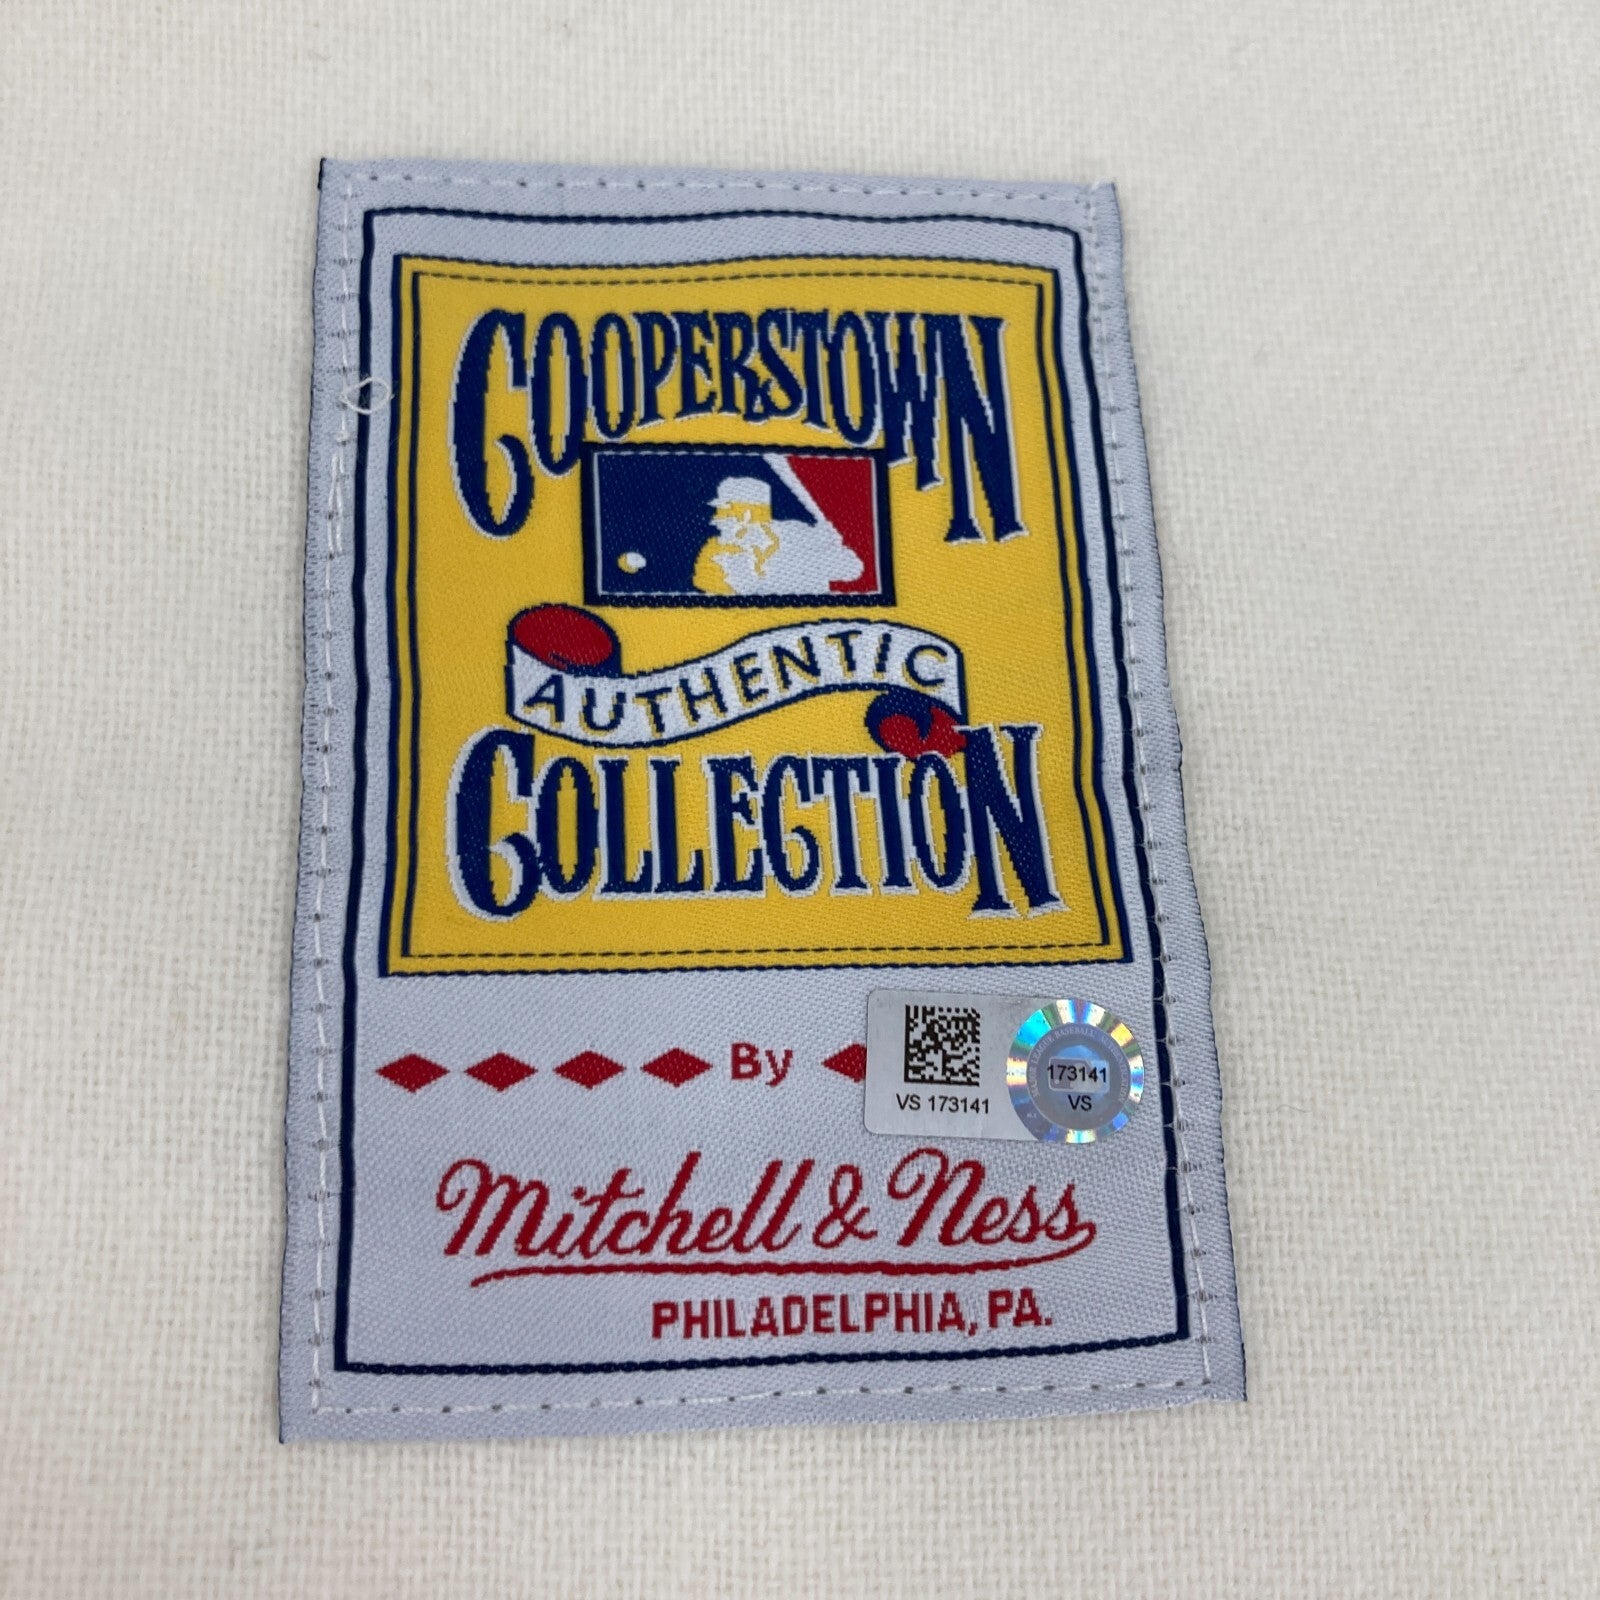 COOPERSTOWN
AUTHENTIC
COLLECTION
By
VS 173141
173141
VS
Mitchell & Ness
PHILADELPHIA, PA.